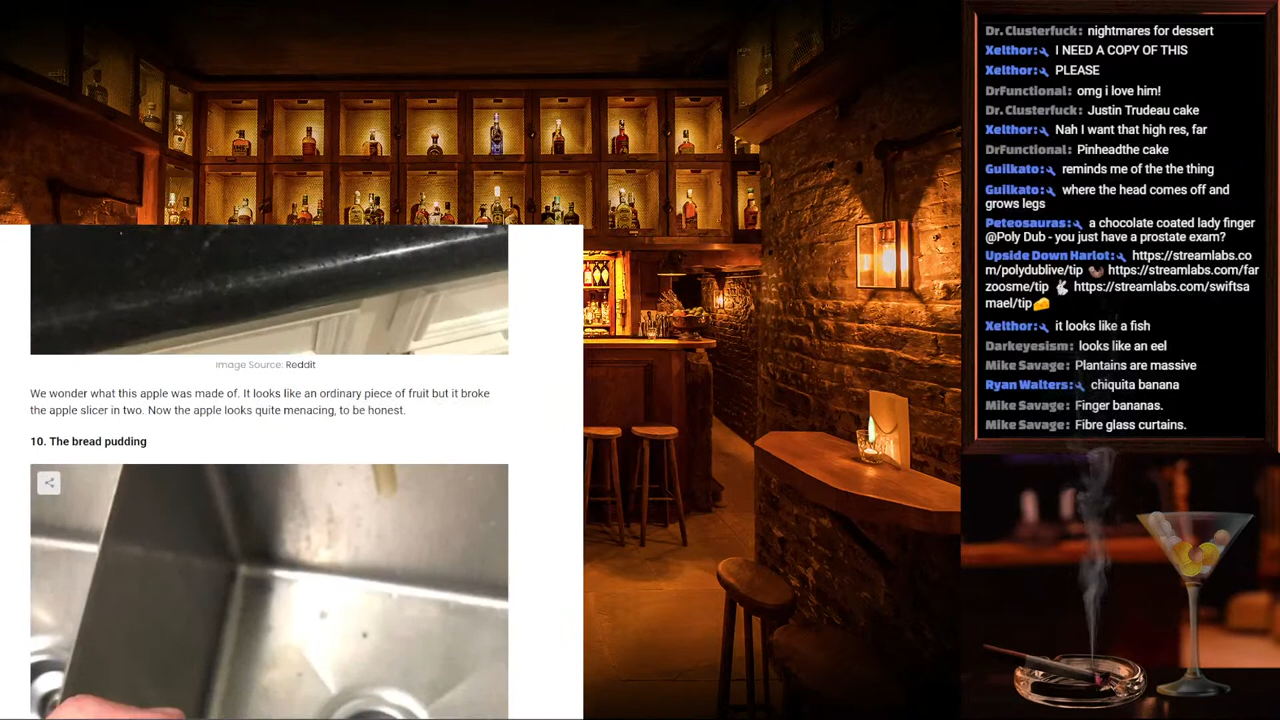 Image Source: Reddit
We wonder what this apple was made of. It looks like an ordinary piece of fruit but it broke
the apple slicer in two. Now the apple looks quite menacing, to be honest.
10. The bread pudding
Dr. Clusterfuck: nightmares for dessert
Xelthor: I NEED A COPY OF THIS
Xelthor: PLEASE
DrFunctional: omg i love him!
Dr. Clusterfuck: Justin Trudeau cake
Xelthor: Nah I want that high res, far
DrFunctional: Pinheadthe cake
Guilkato: reminds me of the the thing
Guilkato: where the head comes off and
grows legs
Peteosauras: a chocolate coated lady finger
@Poly Dub - you just have a prostate exam?
Upside Down Harlot: https://streamlabs.co
m/polydublive/tip 🐿️ https://streamlabs.com/far
zoosme/tip 🐇 https://streamlabs.com/swiftsa
mael/tip🧀
Xelthor: it looks like a fish
Darkeyesism: looks like an eel
Mike Savage: Plantains are massive
Ryan Walters: chiquita banana
Mike Savage: Finger bananas.
Mike Savage: Fibre glass curtains.